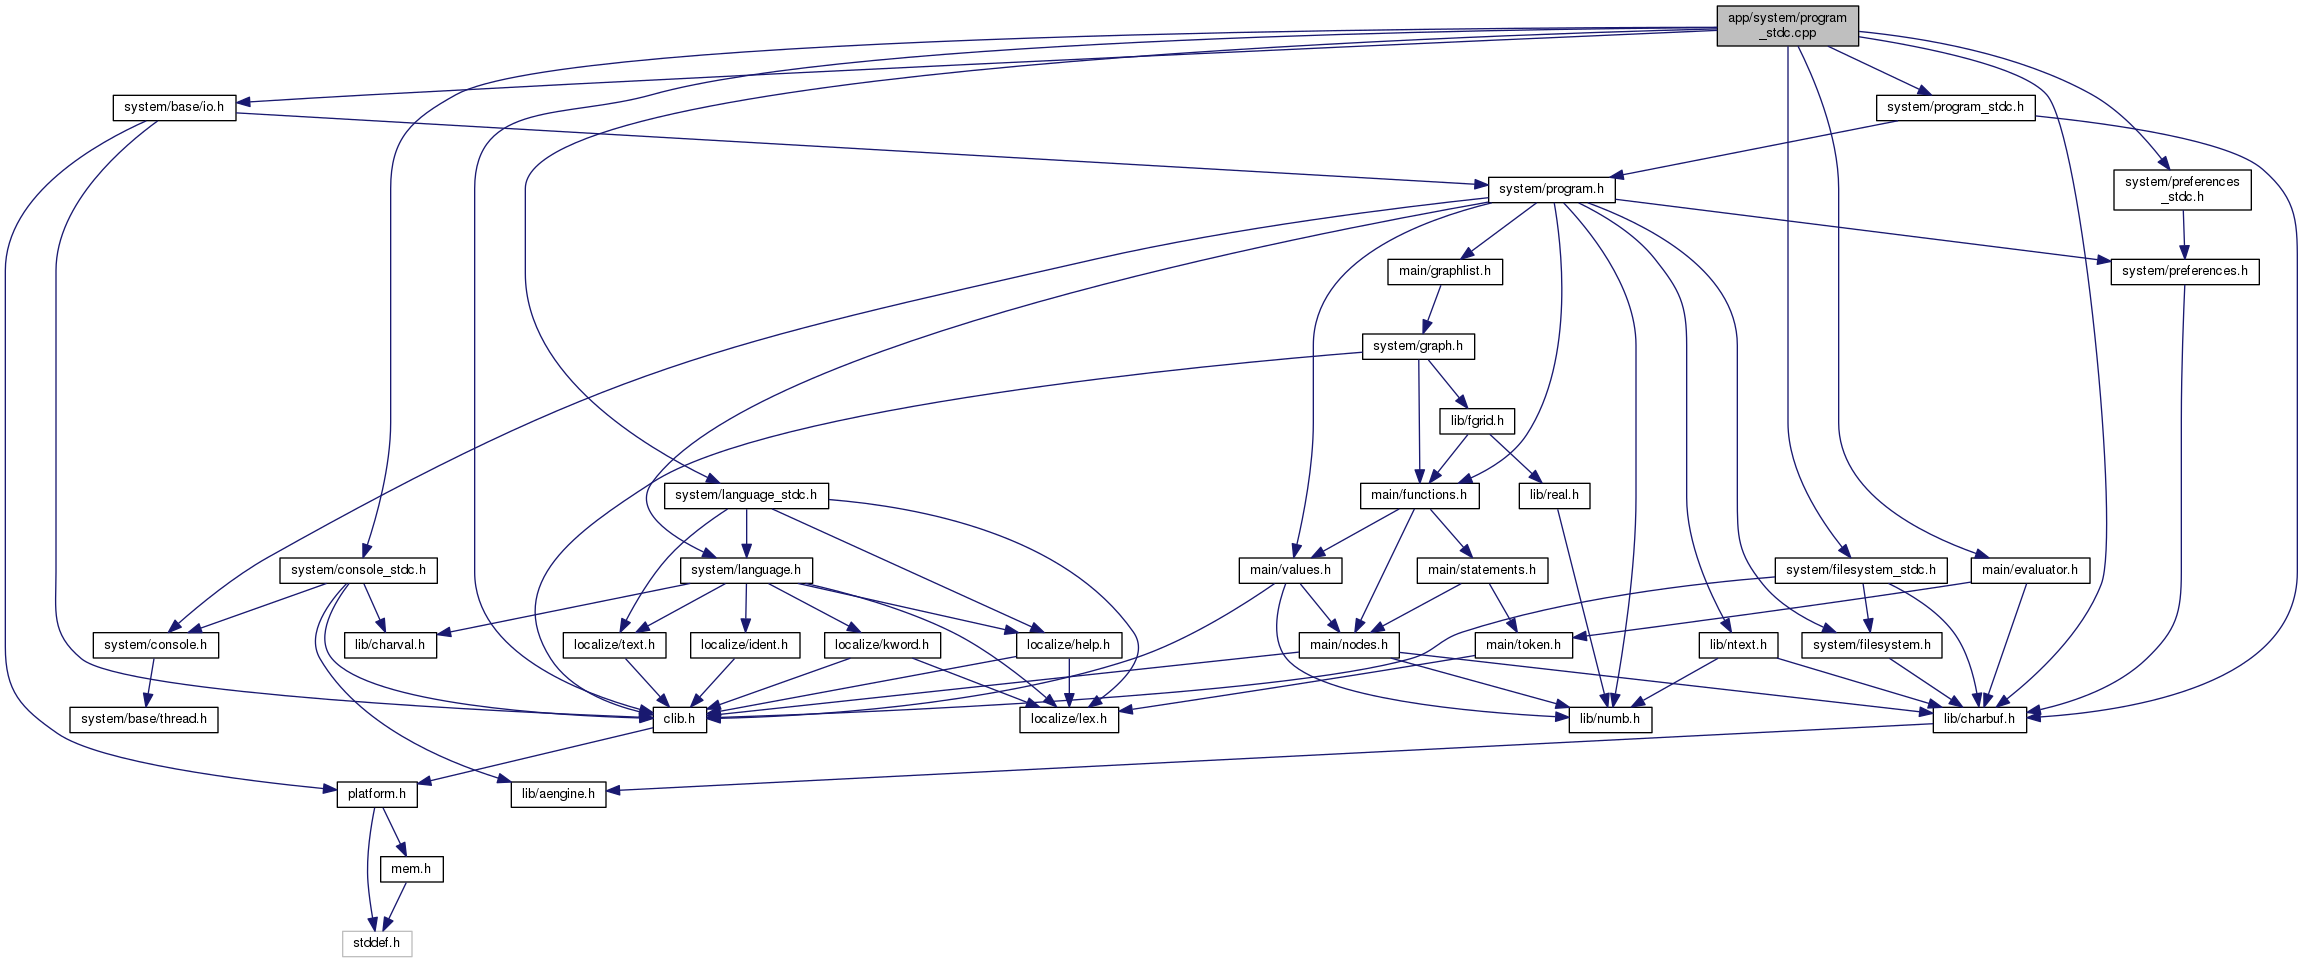 app/system/program
_stdc.cpp
system/base/io.h
system/program_stdc.h
system/program.h
system/preferences
_stdc.h
main/graphlist.h
system/preferences.h
system/graph.h
lib/fgrid.h
system/language_stdc.h
main/functions.h
lib/real.h
system/console_stdc.h
system/language.h
main/values.h
main/statements.h
system/filesystem_stdc.h
main/evaluator.h
system/console.h
lib/charval.h
localize/text.h
localize/ident.h
localize/kword.h
localize/help.h
main/nodes.h
main/token.h
lib/ntext.h
system/filesystem.h
system/base/thread.h
clib.h
localize/lex.h
lib/numb.h
lib/charbuf.h
platform.h
lib/aengine.h
mem.h
stddef.h